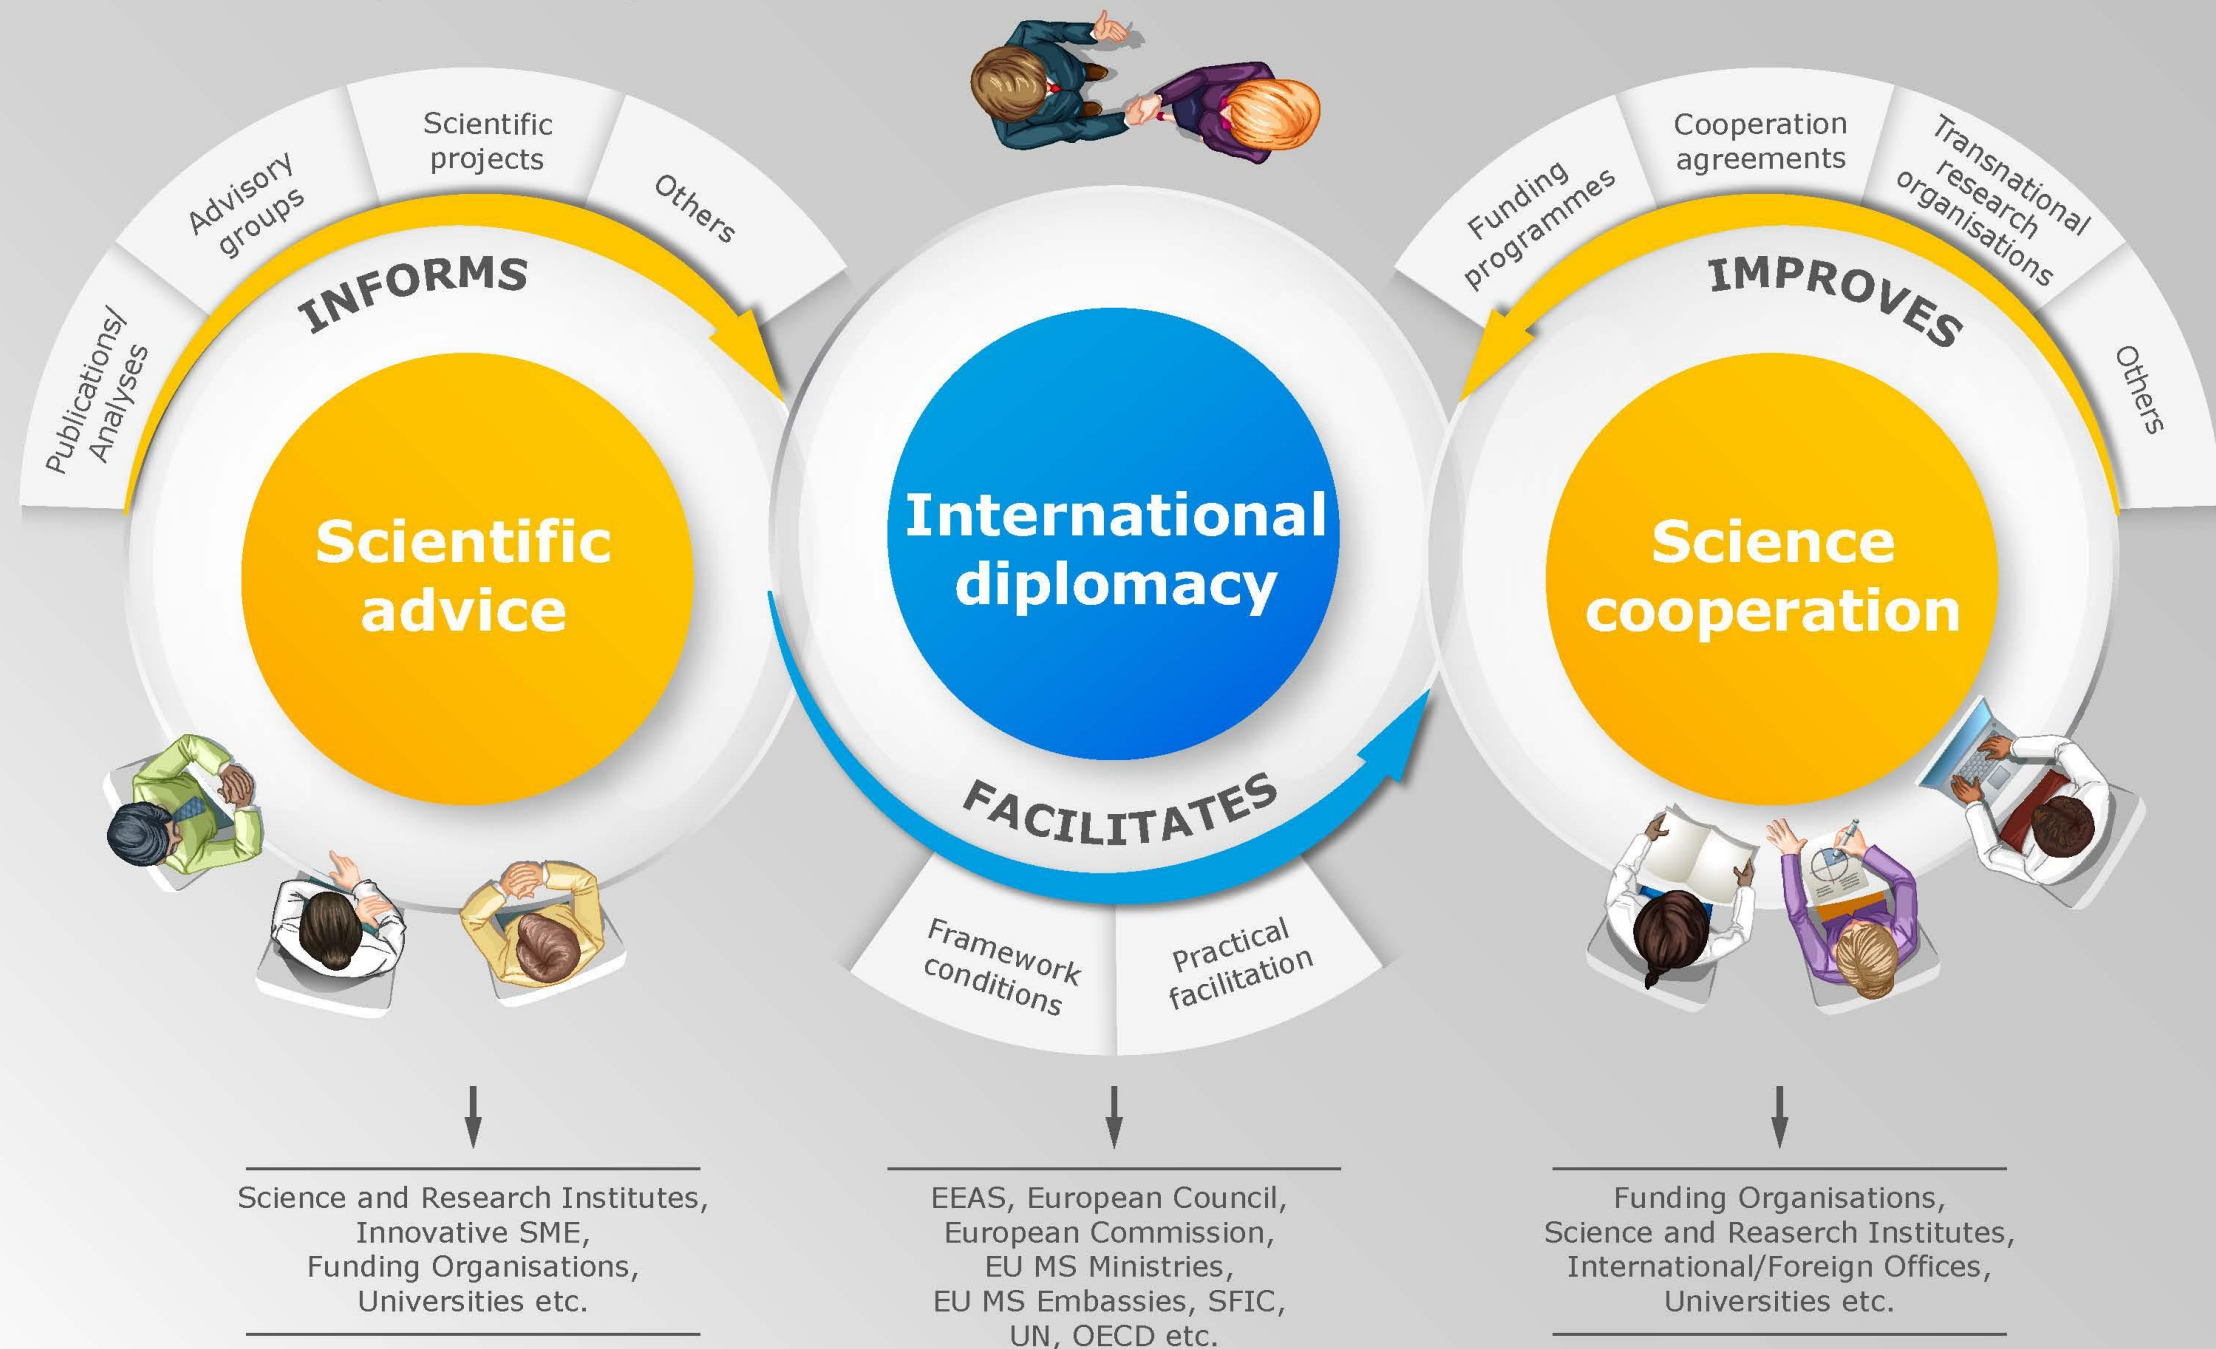 Publications/
Analyses
Advisory
groups
Scientific
projects
Others
INFORMS
Scientific
advice
International
diplomacy
FACILITATES
Framework
conditions
Practical
facilitation
Funding
programmes
Cooperation
agreements
Transnational
research
organisations
Others
IMPROVES
Science
cooperation
Science and Research Institutes,
Innovative SME,
Funding Organisations,
Universities etc.
EEAS, European Council,
European Commission,
EU MS Ministries,
EU MS Embassies, SFIC,
UN, OECD etc.
Funding Organisations,
Science and Reaserch Institutes,
International/Foreign Offices,
Universities etc.